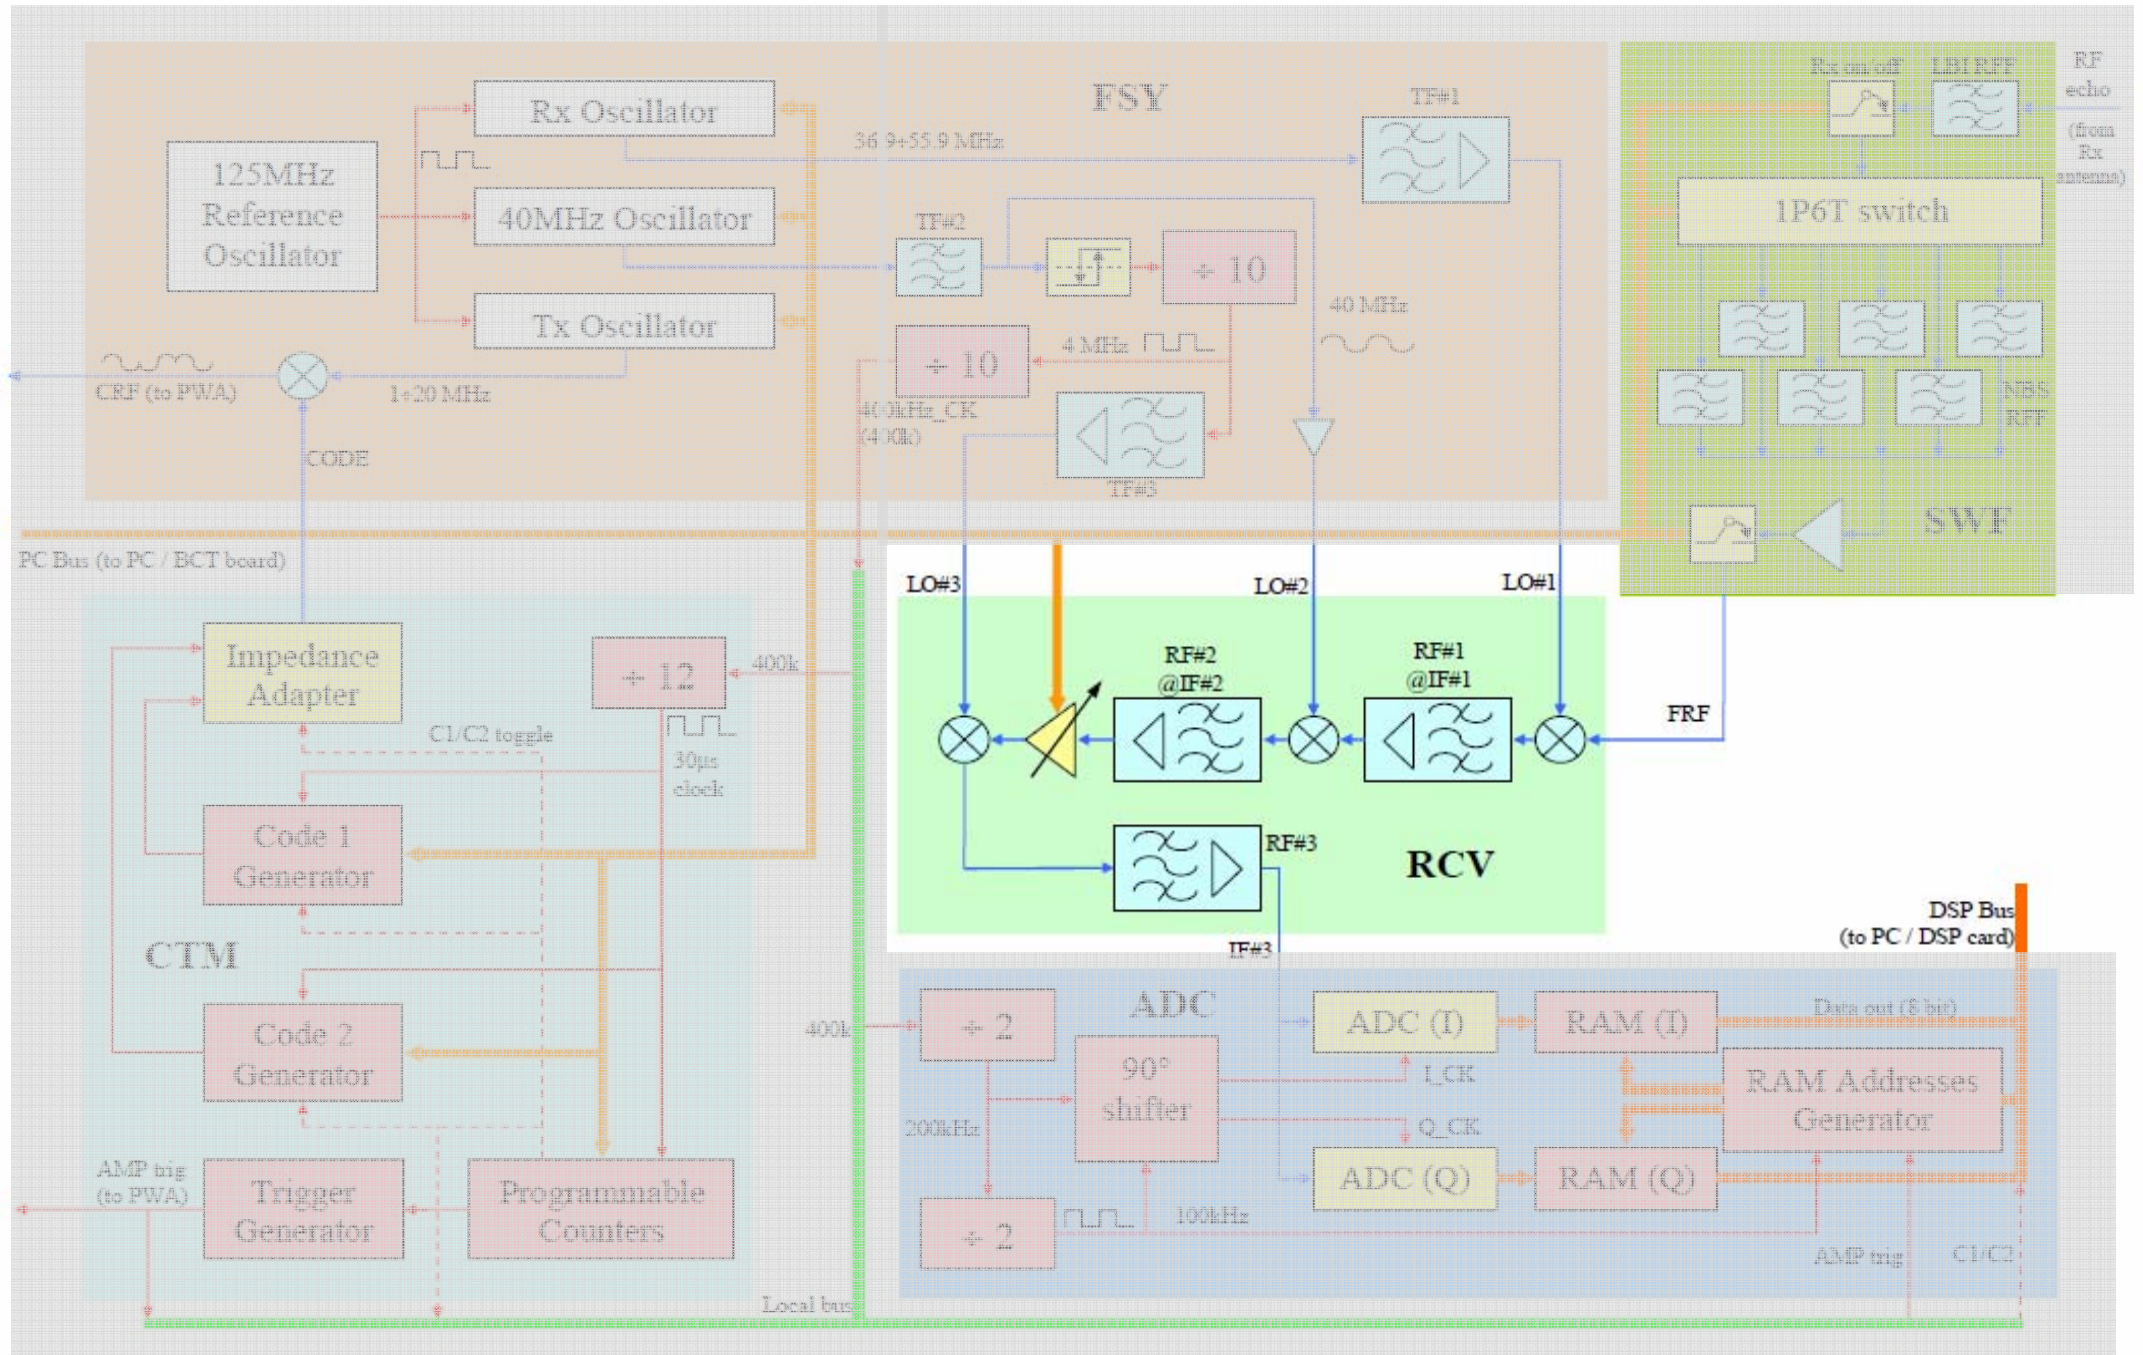 FSY
TF#1
Rx on/off
LBI RFF
RF
echo
(from
Rx
antenna)
Rx Oscillator
36.9÷55.9 MHz
125MHz
Reference
Oscillator
40MHz Oscillator
TF#2
÷ 10
1P6T switch
Tx Oscillator
40 MHz
4 MHz
÷ 10
CRF (to PWA)
1÷20 MHz
400kHz_CK
(400k)
NBS
RFF
CODE
TF#3
SWF
PC Bus (to PC / BCT board)
LO#3
LO#2
LO#1
Impedance
Adapter
÷ 12
400k
RF#2
@IF#2
RF#1
@IF#1
FRF
C1/C2 toggle
30µs
clock
Code 1
Generator
RF#3
RCV
CTM
IF#3
DSP Bus
(to PC / DSP card)
Code 2
Generator
400k
÷ 2
ADC
90°
shifter
ADC (I)
RAM (I)
Data out (8 bit)
I_CK
RAM Addresses
Generator
200kHz
Q_CK
ADC (Q)
RAM (Q)
AMP trig
(to PWA)
Trigger
Generator
Programmable
Counters
÷ 2
100kHz
AMP trig
C1/C2
Local bus